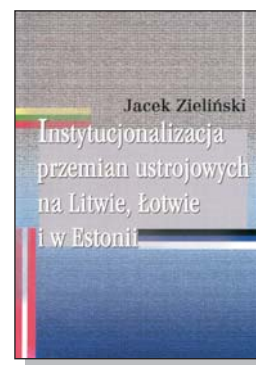 Jacek Zieliński
Instytucjonalizacja
przemian ustrojowych
na Litwie, Łotwie
i w Estonii